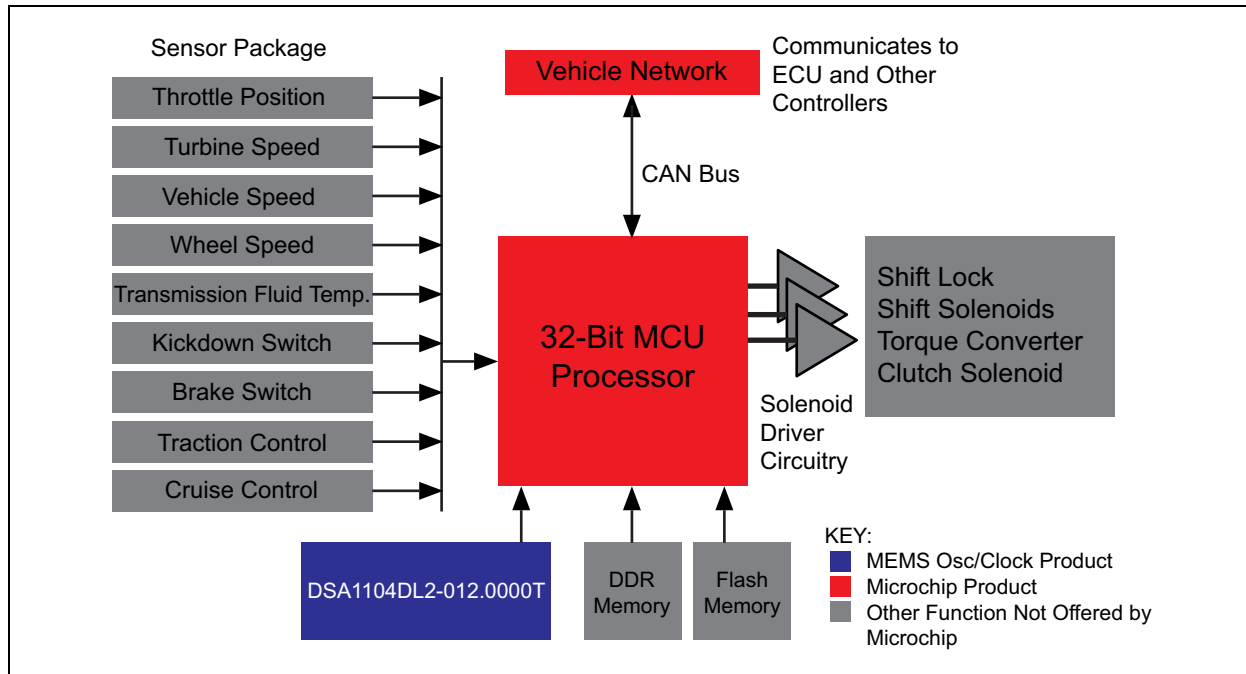 Sensor Package
Throttle Position
Turbine Speed
Vehicle Speed
Wheel Speed
Transmission Fluid Temp.
Kickdown Switch
Brake Switch
Traction Control
Cruise Control
Vehicle Network
Communicates to
ECU and Other
Controllers
CAN Bus
32-Bit MCU
Processor
Solenoid
Driver
Circuitry
Shift Lock
Shift Solenoids
Torque Converter
Clutch Solenoid
DSA1104DL2-012.0000T
DDR
Memory
Flash
Memory
KEY:
MEMS Osc/Clock Product
Microchip Product
Other Function Not Offered by
Microchip